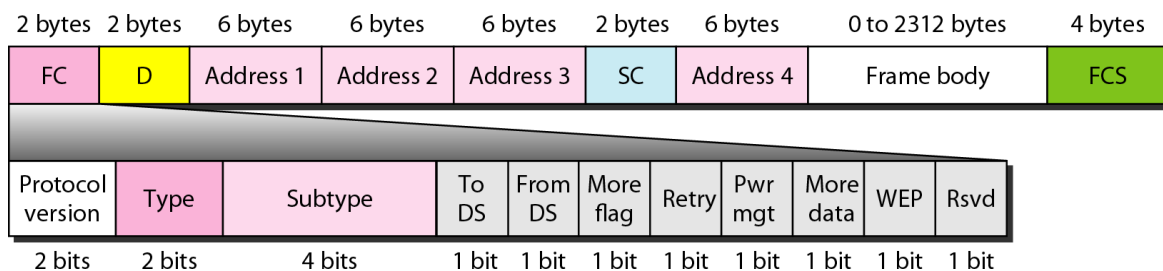 2 bytes 2 bytes 6 bytes 6 bytes 6 bytes 2 bytes 6 bytes 0 to 2312 bytes 4 bytes
FC D Address 1 Address 2 Address 3 SC Address 4 Frame body FCS
Protocol version Type Subtype To DS From DS More flag Retry Pwr mgt More data WEP Rsvd
2 bits 2 bits 4 bits 1 bit 1 bit 1 bit 1 bit 1 bit 1 bit 1 bit 1 bit